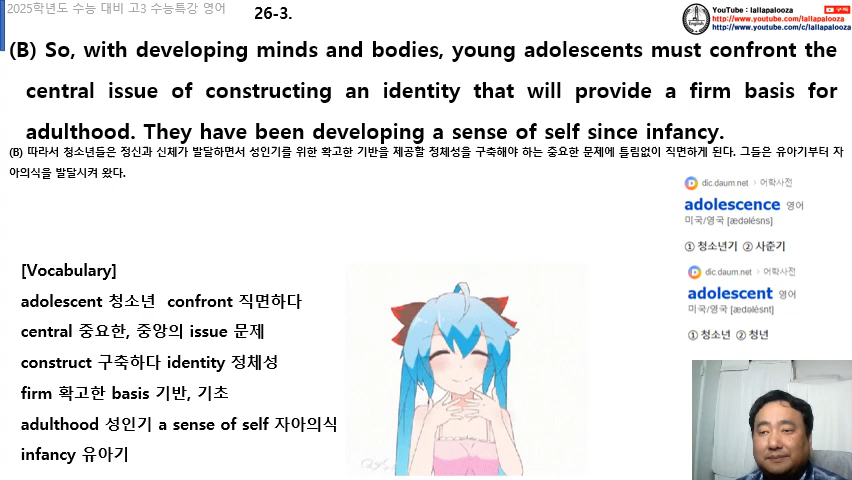 2025학년도 수능 대비 고3 수능특강 영어
26-3.
YouTube : lallapalooza
구독
http://www.youtube.com/lallapalooza
http://www.youtube.com/c/lallapalooza
English
(B) So, with developing minds and bodies, young adolescents must confront the
central issue of constructing an identity that will provide a firm basis for
adulthood. They have been developing a sense of self since infancy.
(B) 따라서 청소년들은 정신과 신체가 발달하면서 성인기를 위한 확고한 기반을 제공할 정체성을 구축해야 하는 중요한 문제에 틀림없이 직면하게 된다. 그들은 유아기부터 자
아의식을 발달시켜 왔다.
dic.daum.net › 어학사전
adolescence 영어
미국/영국 [ædəlésns]
① 청소년기 ② 사춘기
dic.daum.net › 어학사전
adolescent 영어
미국/영국 [ædəlésnt]
① 청소년 ② 청년
[Vocabulary]
adolescent 청소년 confront 직면하다
central 중요한, 중앙의 issue 문제
construct 구축하다 identity 정체성
firm 확고한 basis 기반, 기초
adulthood 성인기 a sense of self 자아의식
infancy 유아기